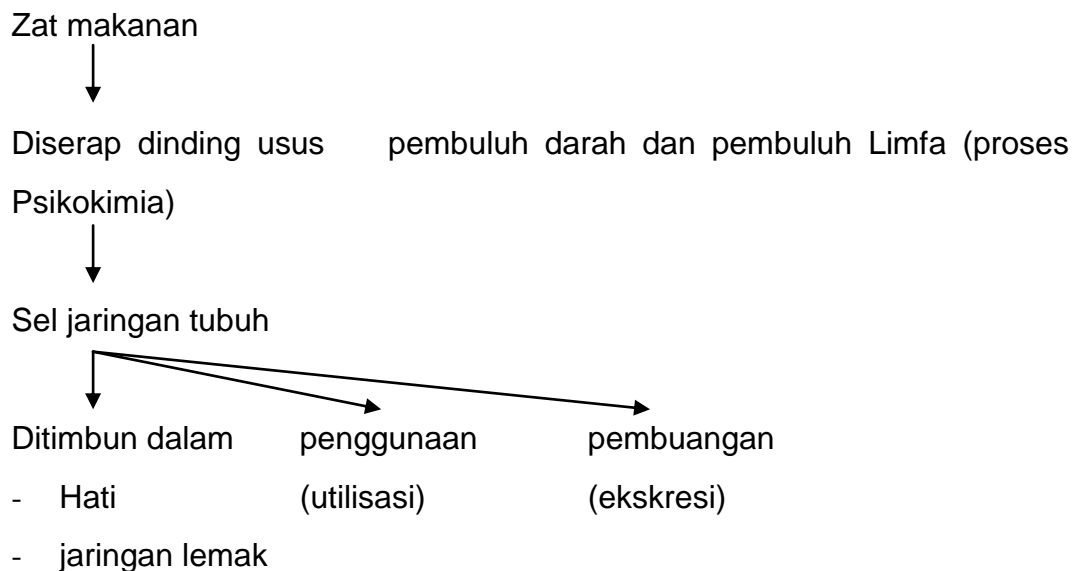 Zat makanan
Diserap dinding usus pembuluh darah dan pembuluh Limfa (proses
Psikokimia)
Sel jaringan tubuh
Ditimbun dalam penggunaan pembuangan
- Hati (utilisasi) (ekskresi)
- jaringan lemak